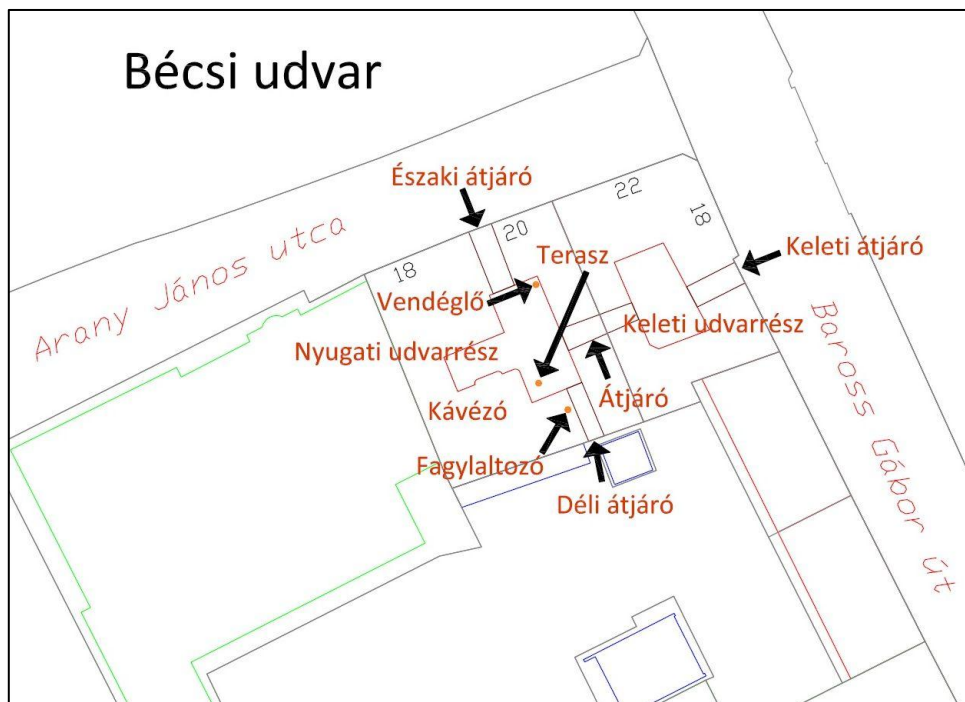 Bécsi udvar
Északi átjáró
22
20
18
18
Terasz
Keleti átjáró
Arany János utca
Vendéglő
Keleti udvarrész
Nyugati udvarrész
Átjáró
Kávézó
Fagylaltozó
Déli átjáró
Baross Gábor út